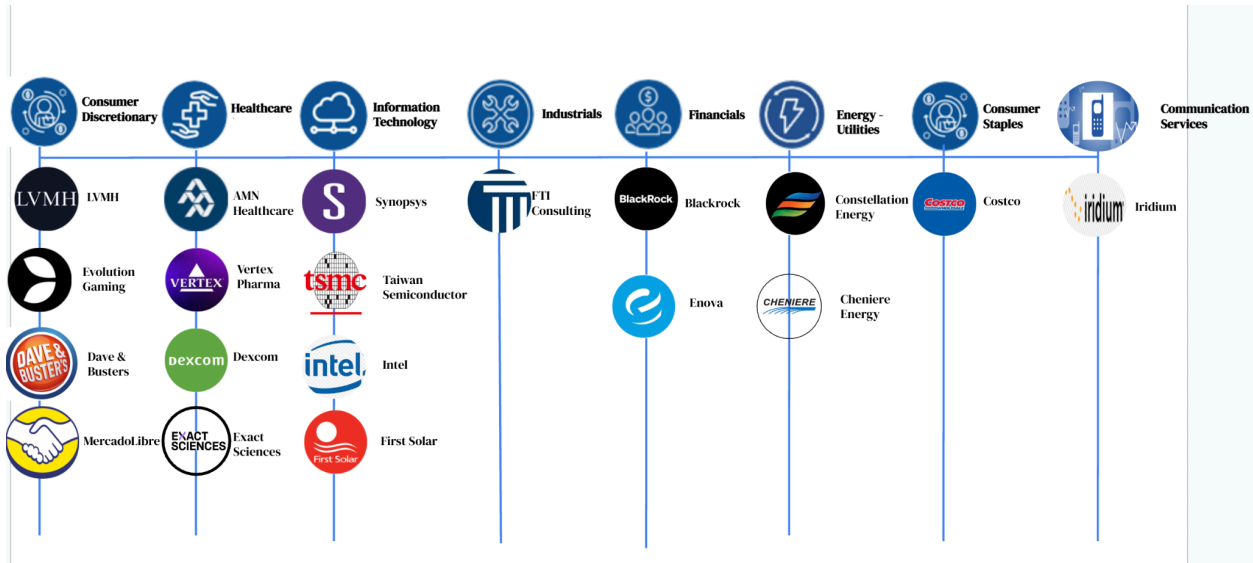 Consumer
Discretionary
Healthcare
Information
Technology
Industrials
Financials
Energy -
Utilities
Consumer
Staples
Communication
Services
LVMH
LVMH
AMN
Healthcare
S
Synopsys
FTI
Consulting
BlackRock
Blackrock
Constellation
Energy
COSTCO
Costco
iridium
Iridium
Evolution
Gaming
VERTEX
Vertex
Pharma
tsmc
Taiwan
Semiconductor
Enova
CHENIERE
Cheniere
Energy
DAVE &
BUSTER'S
Dave &
Busters
DEXCOM
Dexcom
intel
Intel
MercadoLibre
EXACT
SCIENCES
Exact
Sciences
First Solar
First Solar